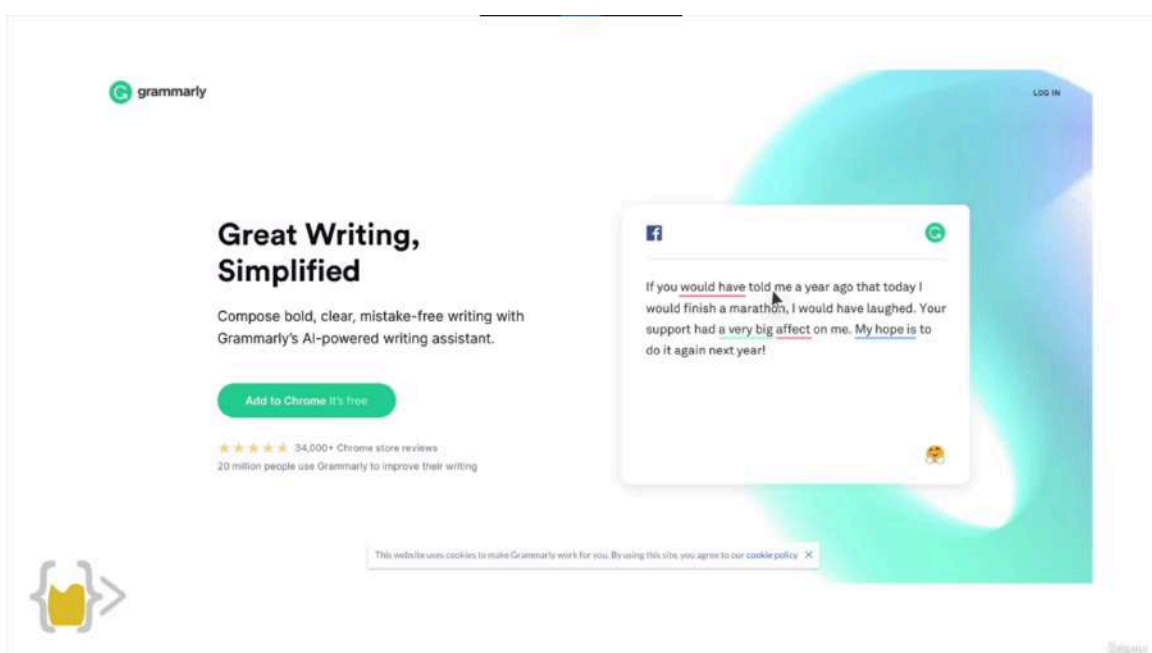 grammarly
LOG IN
Great Writing,
Simplified
Compose bold, clear, mistake-free writing with
Grammarly's AI-powered writing assistant.
Add to Chrome It's free
34,000+ Chrome store reviews
20 million people use Grammarly to improve their writing
If you would have told me a year ago that today I
would finish a marathon, I would have laughed. Your
support had a very big affect on me. My hope is to
do it again next year!
This website uses cookies to make Grammarly work for you. By using this site, you agree to our cookie policy